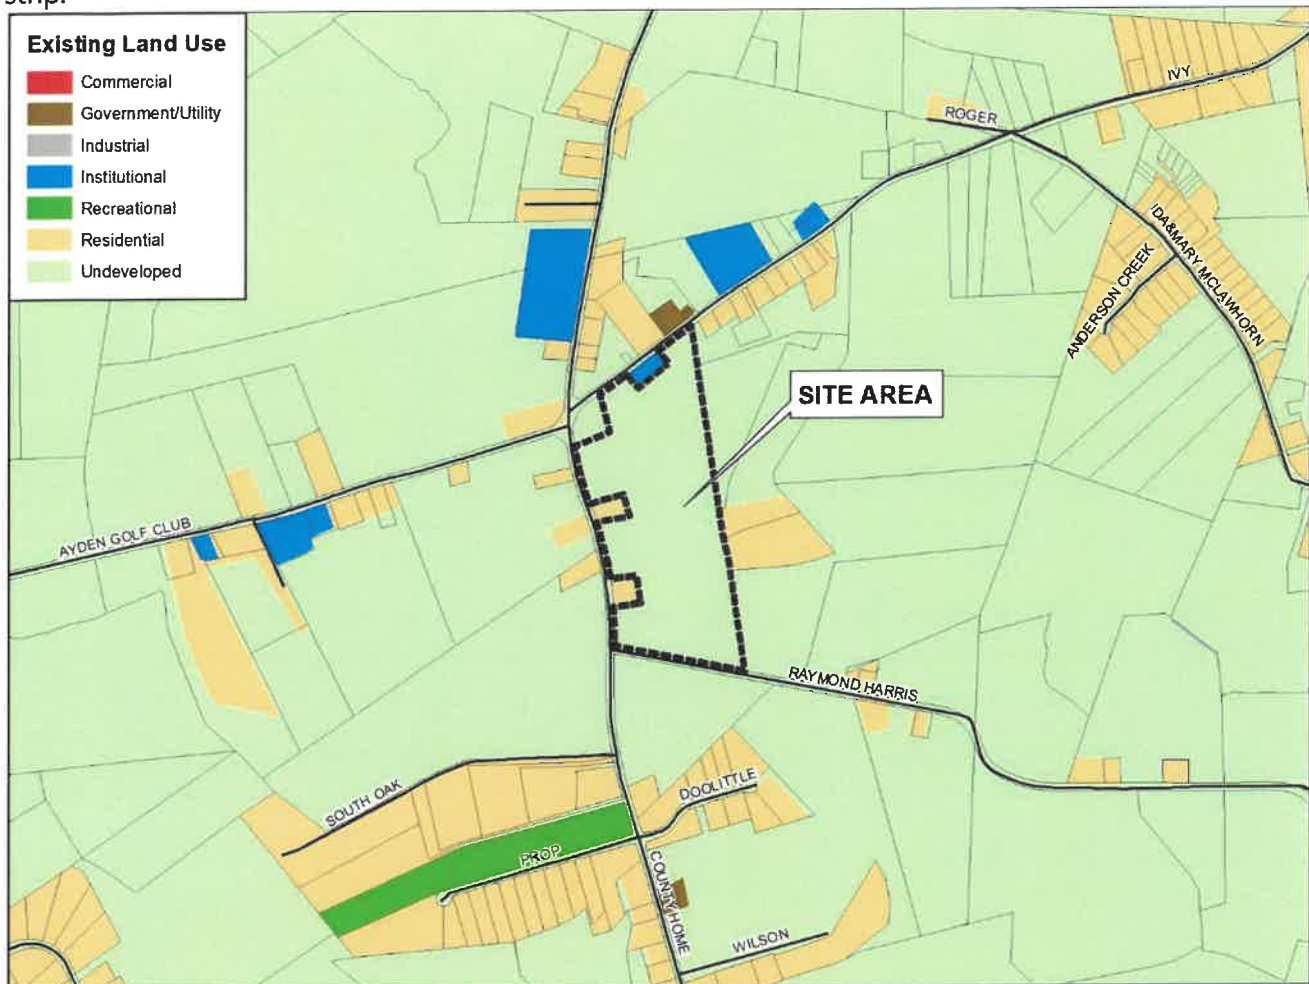 strip.
Existing Land Use
Commercial
Government/Utility
Industrial
Institutional
Recreational
Residential
Undeveloped
IVY
ROGER
IDA&MARY MCLAWHORN
ANDERSON CREEK
SITE AREA
AYDEN GOLF CLUB
RAYMOND HARRIS
SOUTH OAK
DOOLITTLE
PROP
COUNTY HOME
WILSON